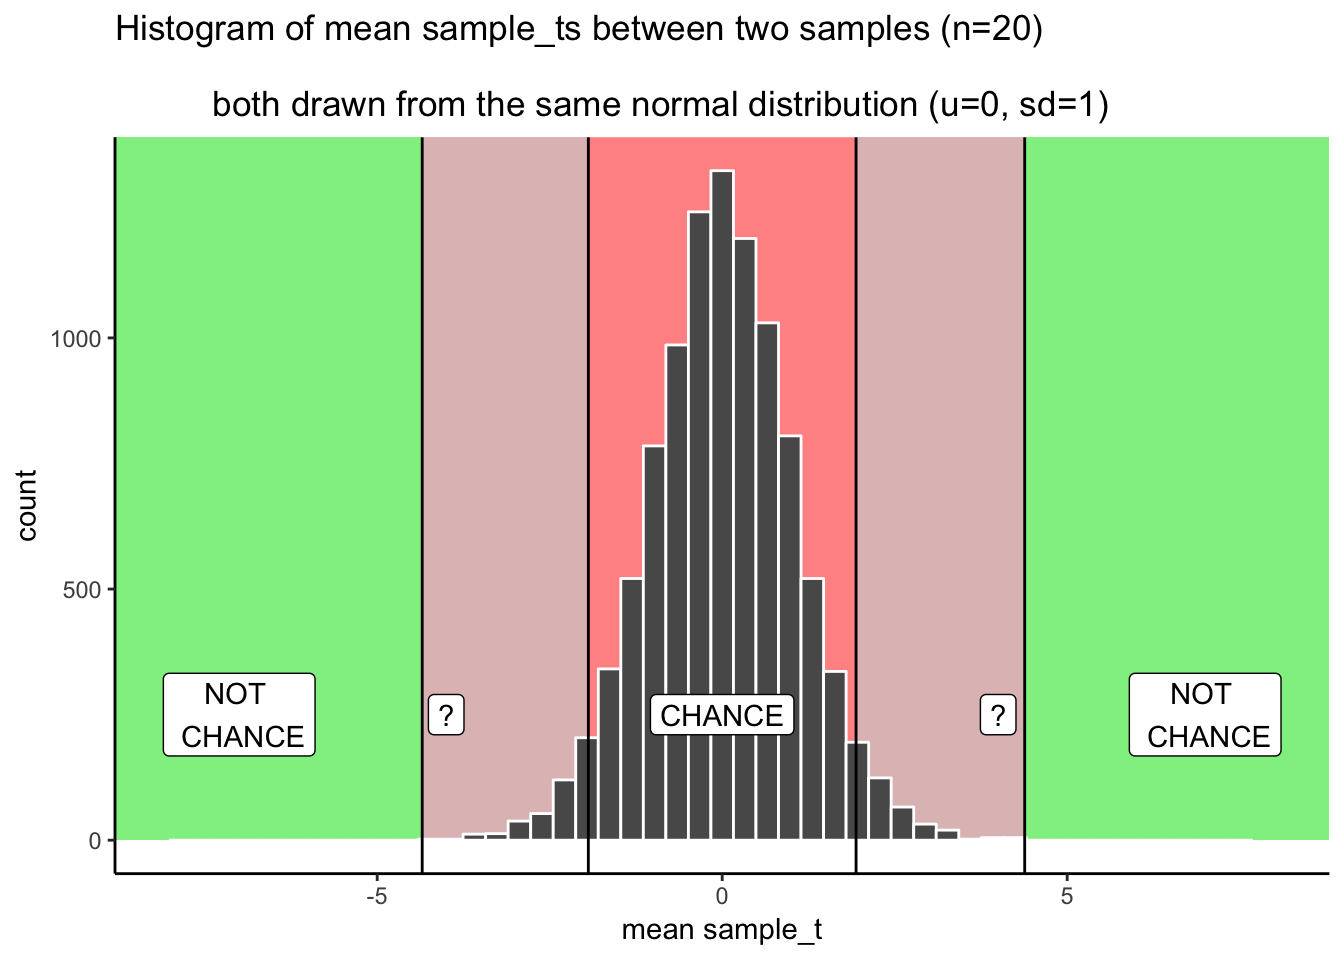 Histogram of mean sample_ts between two samples (n=20)
both drawn from the same normal distribution (u=0, sd=1)
count
1000
500
0
NOT
CHANCE
?
CHANCE
?
NOT
CHANCE
-5
0
5
mean sample_t